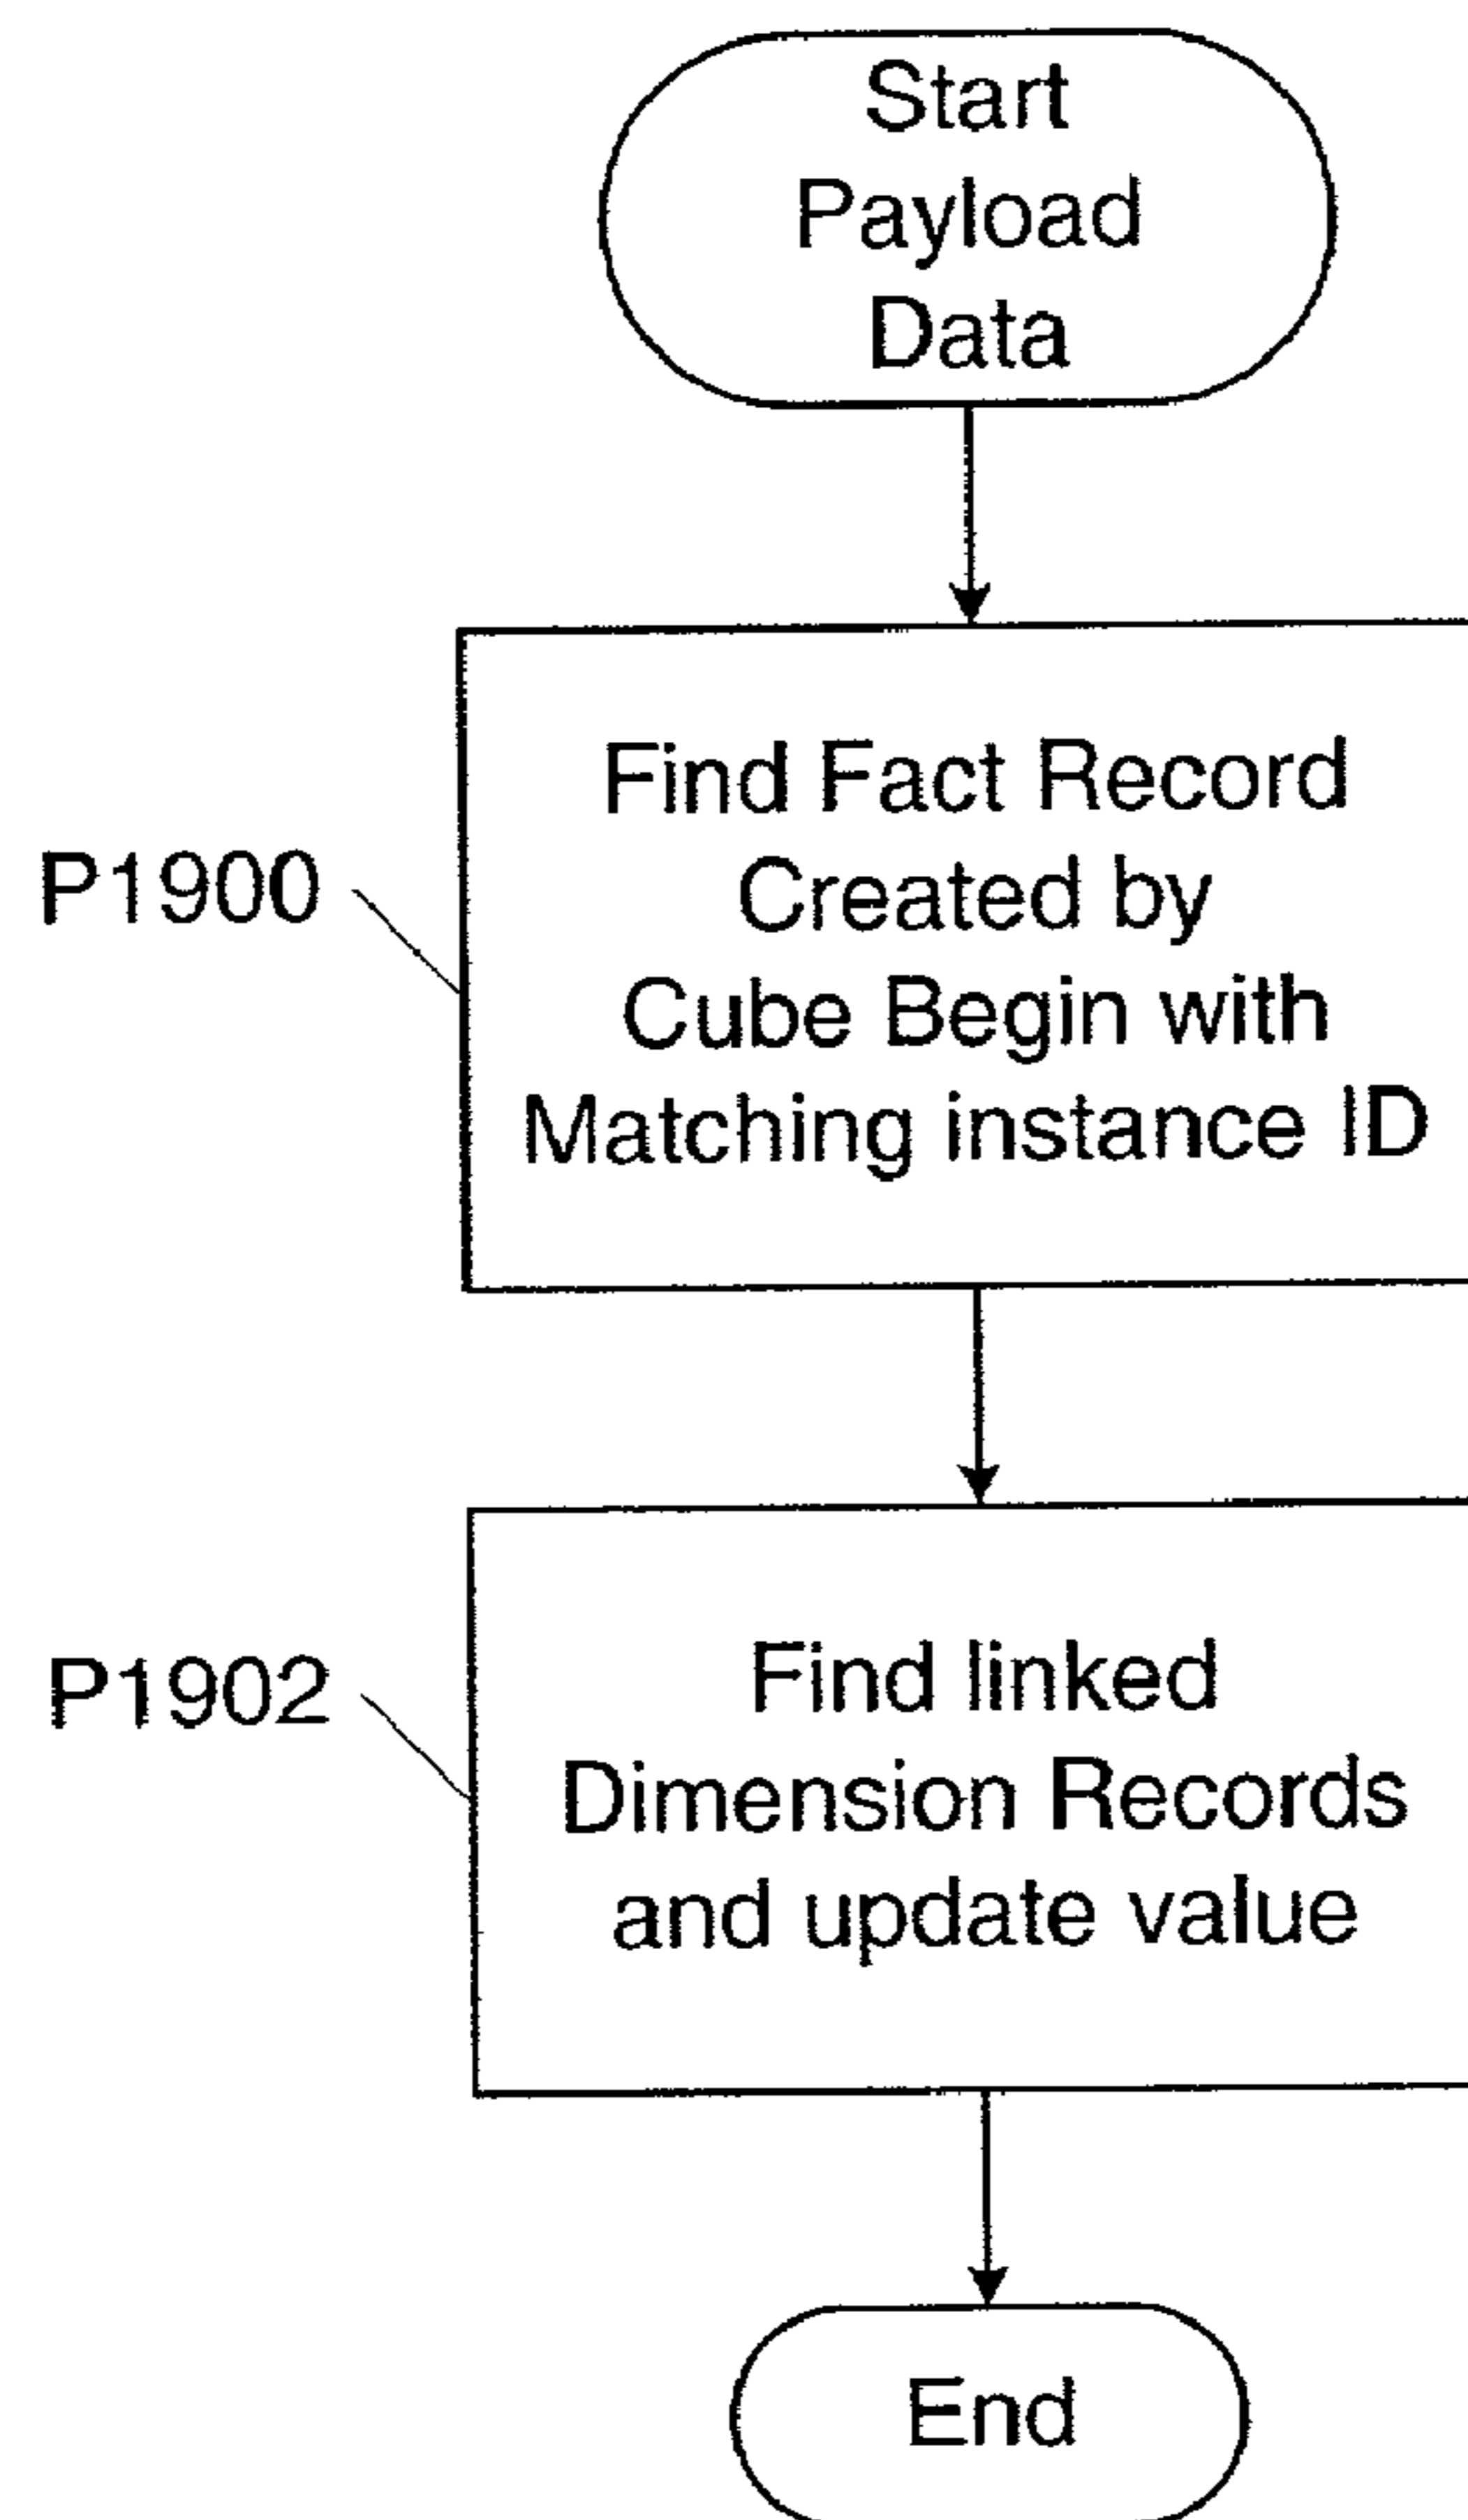 Start
Payload
Data
Find Fact Record
Created by
Cube Begin with
Matching instance ID
P1900
Find linked
Dimension Records
and update value
P1902
End